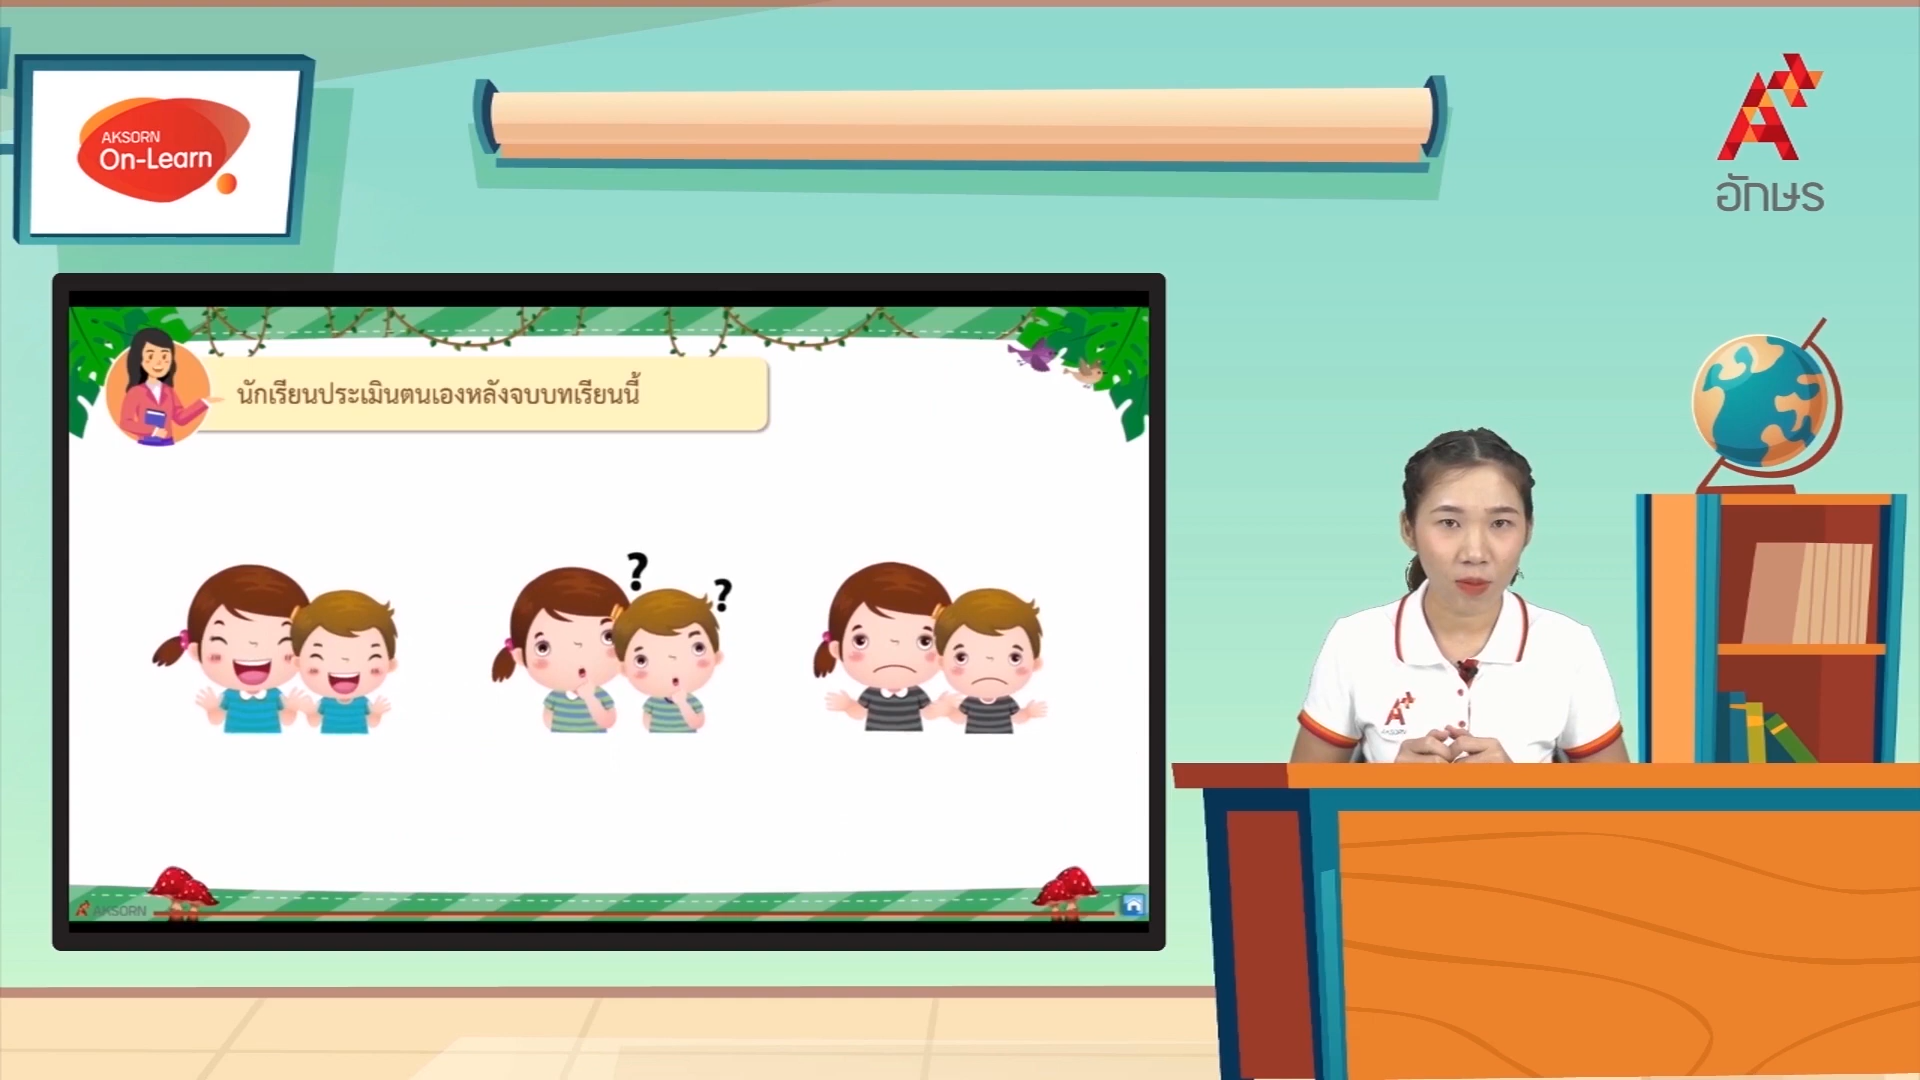 AKSORN
On-Learn
อักษร
นักเรียนประเมินตนเองหลังจบบทเรียนนี้
? ?
AKSORN
AKSORN